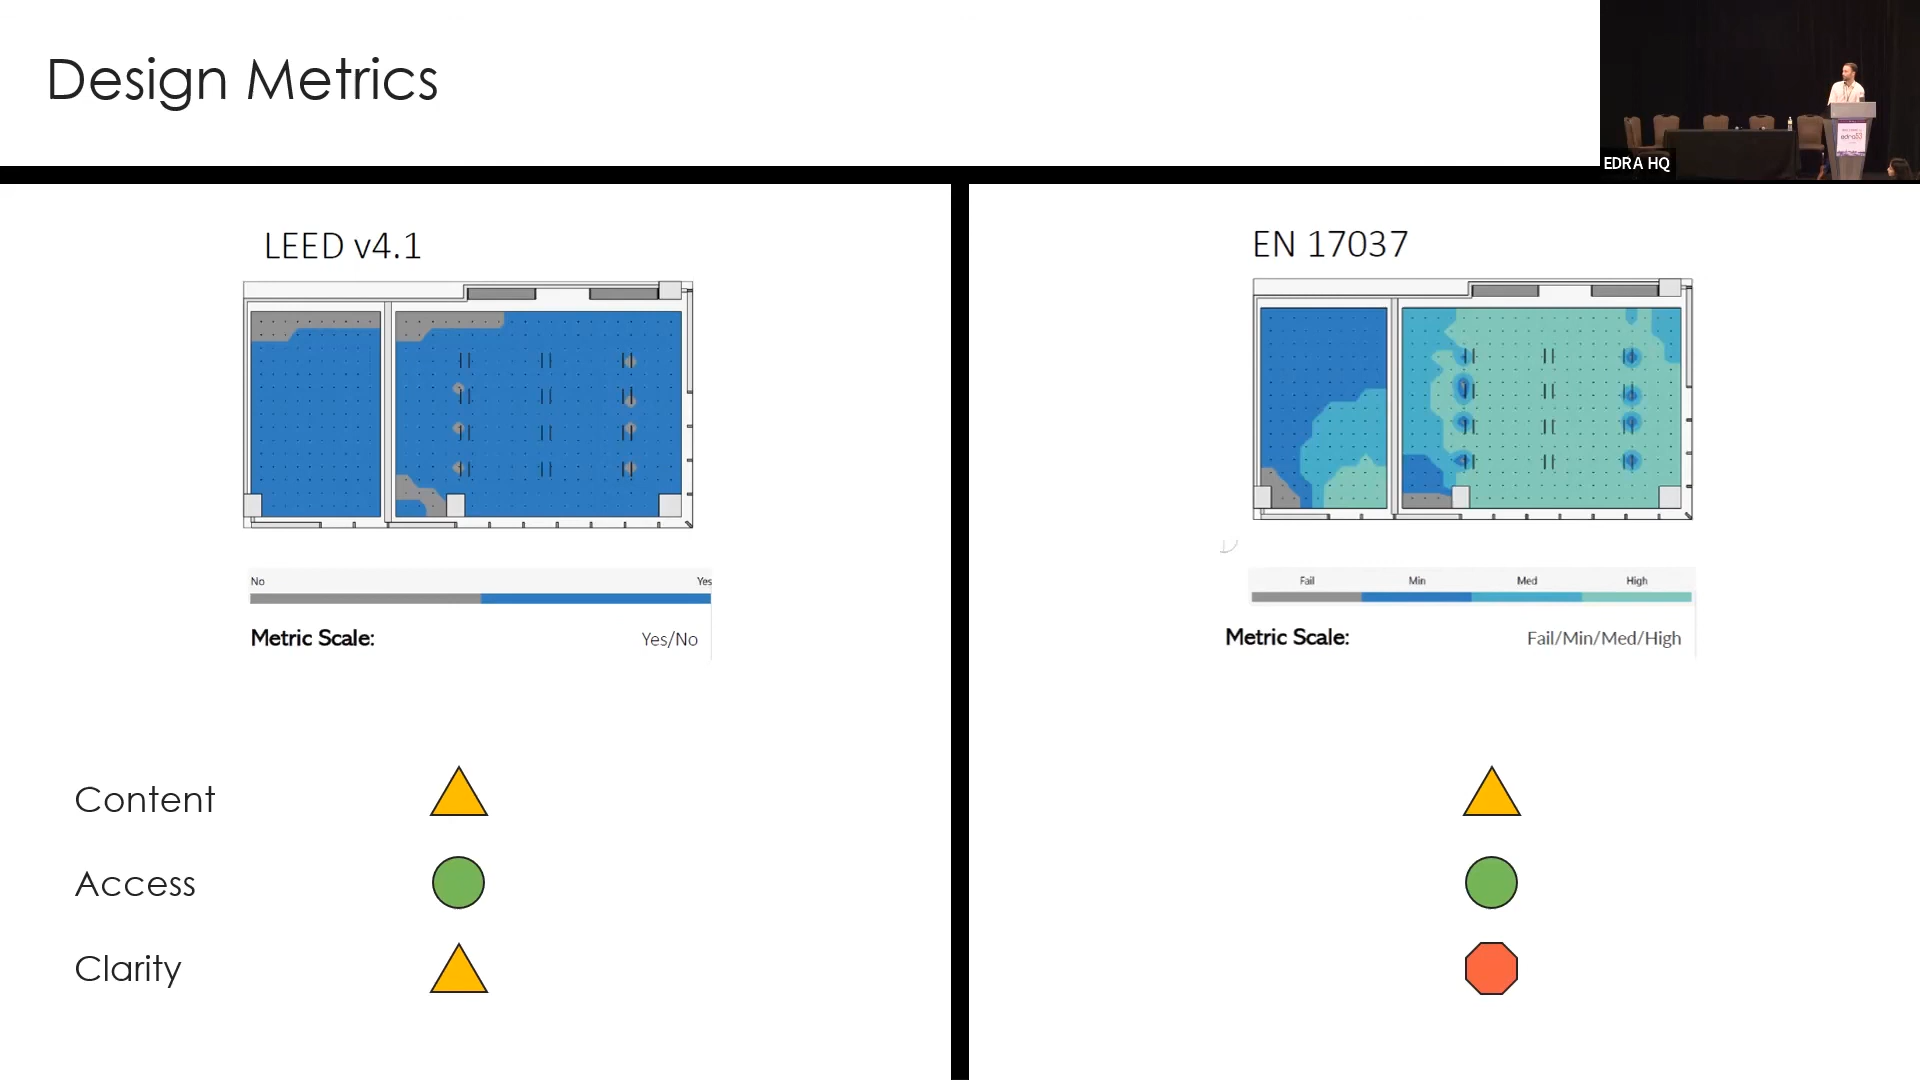 Design Metrics
EDRA HQ
LEED v4.1
No
Yes
Metric Scale:
Yes/No
EN 17037
Fail
Min
Med
High
Metric Scale:
Fail/Min/Med/High
Content
Access
Clarity